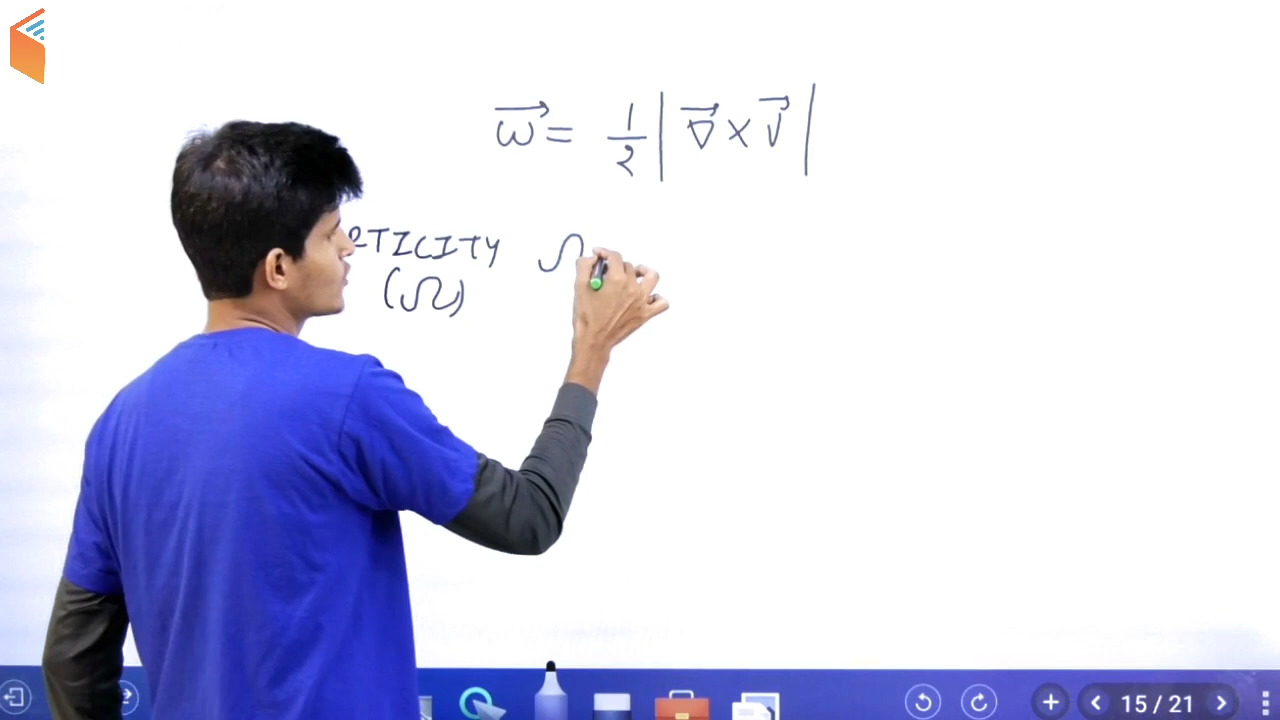 ω⃗ = 1/2 | ∇⃗ × V⃗ |
RTICITY Ω
(Ω)
15 / 21